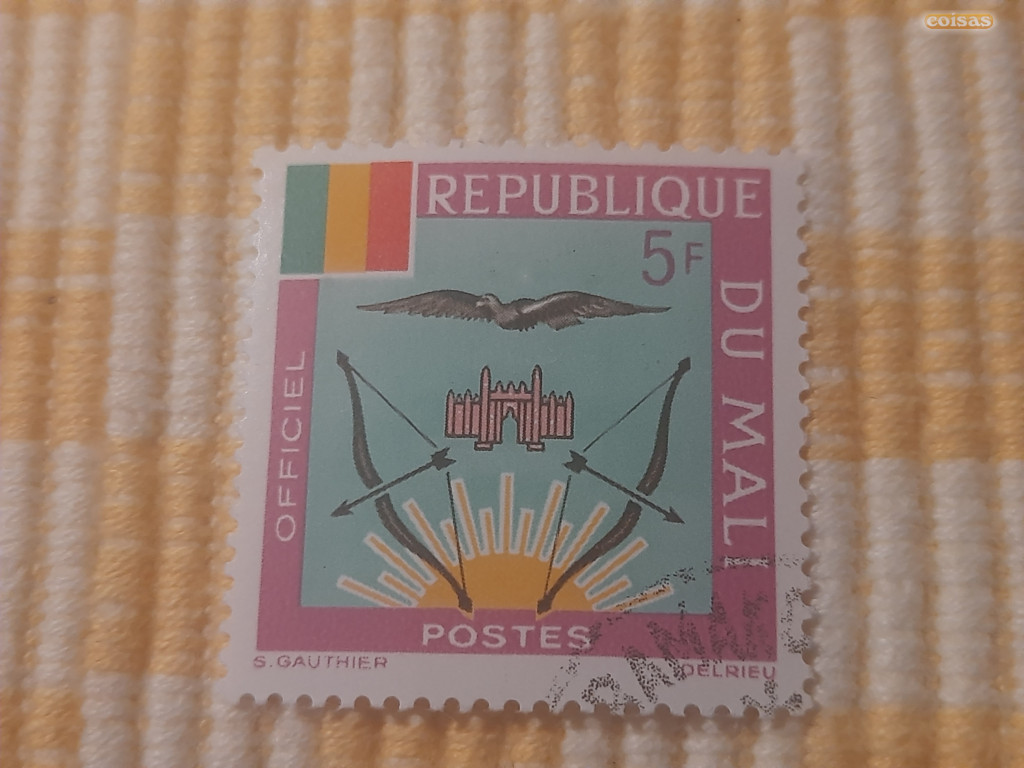 coisas
REPUBLIQUE
5F
DU MALI
OFFICIEL
POSTES
S. GAUTHIER
DELRIEU